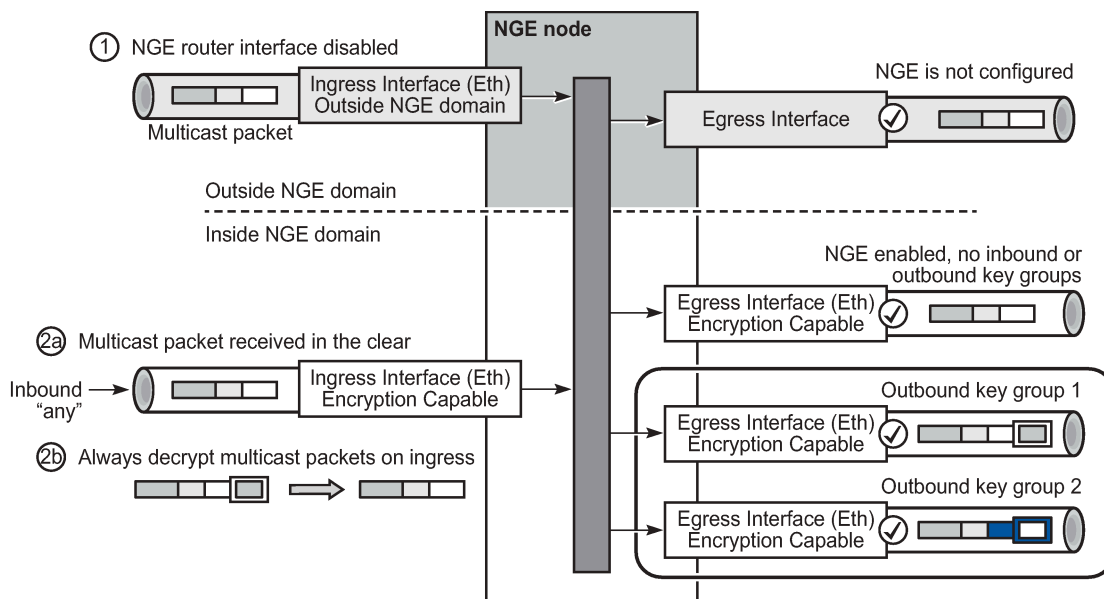 NGE node
1 NGE router interface disabled
Ingress Interface (Eth)
Outside NGE domain
Multicast packet
NGE is not configured
Egress Interface
Outside NGE domain
Inside NGE domain
NGE enabled, no inbound or
outbound key groups
Egress Interface (Eth)
Encryption Capable
2a Multicast packet received in the clear
Inbound
“any”
Ingress Interface (Eth)
Encryption Capable
Outbound key group 1
Egress Interface (Eth)
Encryption Capable
2b Always decrypt multicast packets on ingress
Outbound key group 2
Egress Interface (Eth)
Encryption Capable